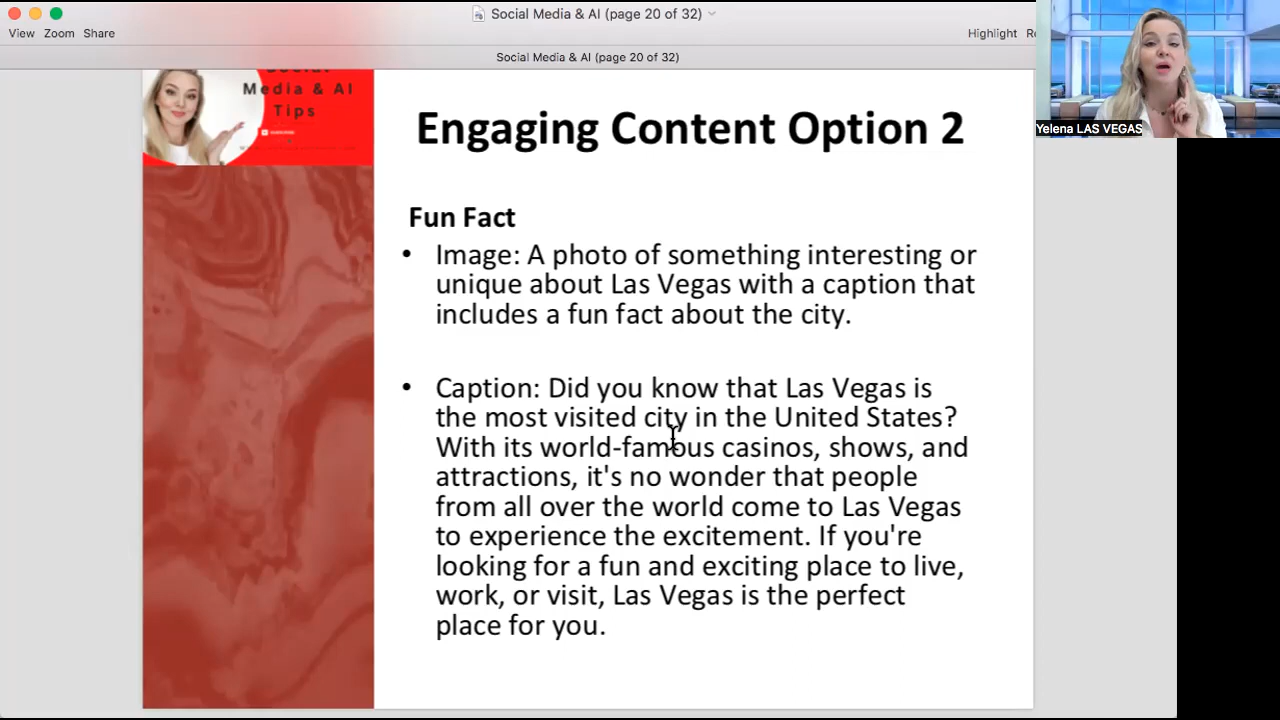 Social Media & AI (page 20 of 32)
View Zoom Share
Highlight
Social Media & AI (page 20 of 32)
Yelena LAS VEGAS
Media & AI
Tips
Engaging Content Option 2
Fun Fact
• Image: A photo of something interesting or
unique about Las Vegas with a caption that
includes a fun fact about the city.
• Caption: Did you know that Las Vegas is
the most visited city in the United States?
With its world-famous casinos, shows, and
attractions, it's no wonder that people
from all over the world come to Las Vegas
to experience the excitement. If you're
looking for a fun and exciting place to live,
work, or visit, Las Vegas is the perfect
place for you.